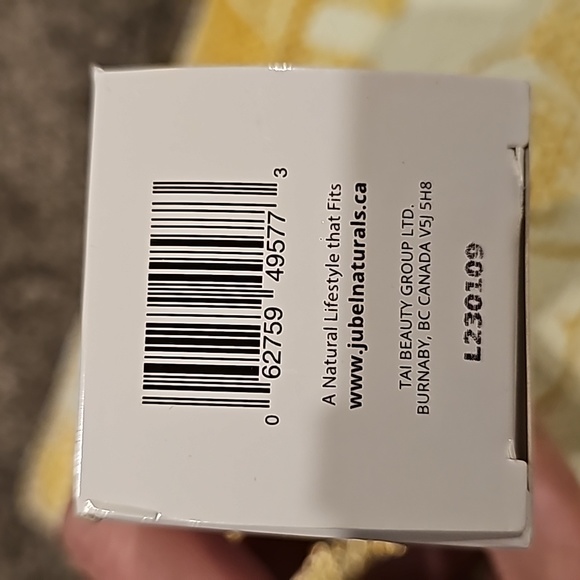 0 62759 49577 3
A Natural Lifestyle that Fits
www.jubelnaturals.ca
TAI BEAUTY GROUP LTD.
BURNABY, BC CANADA V5J 5H8
L230109